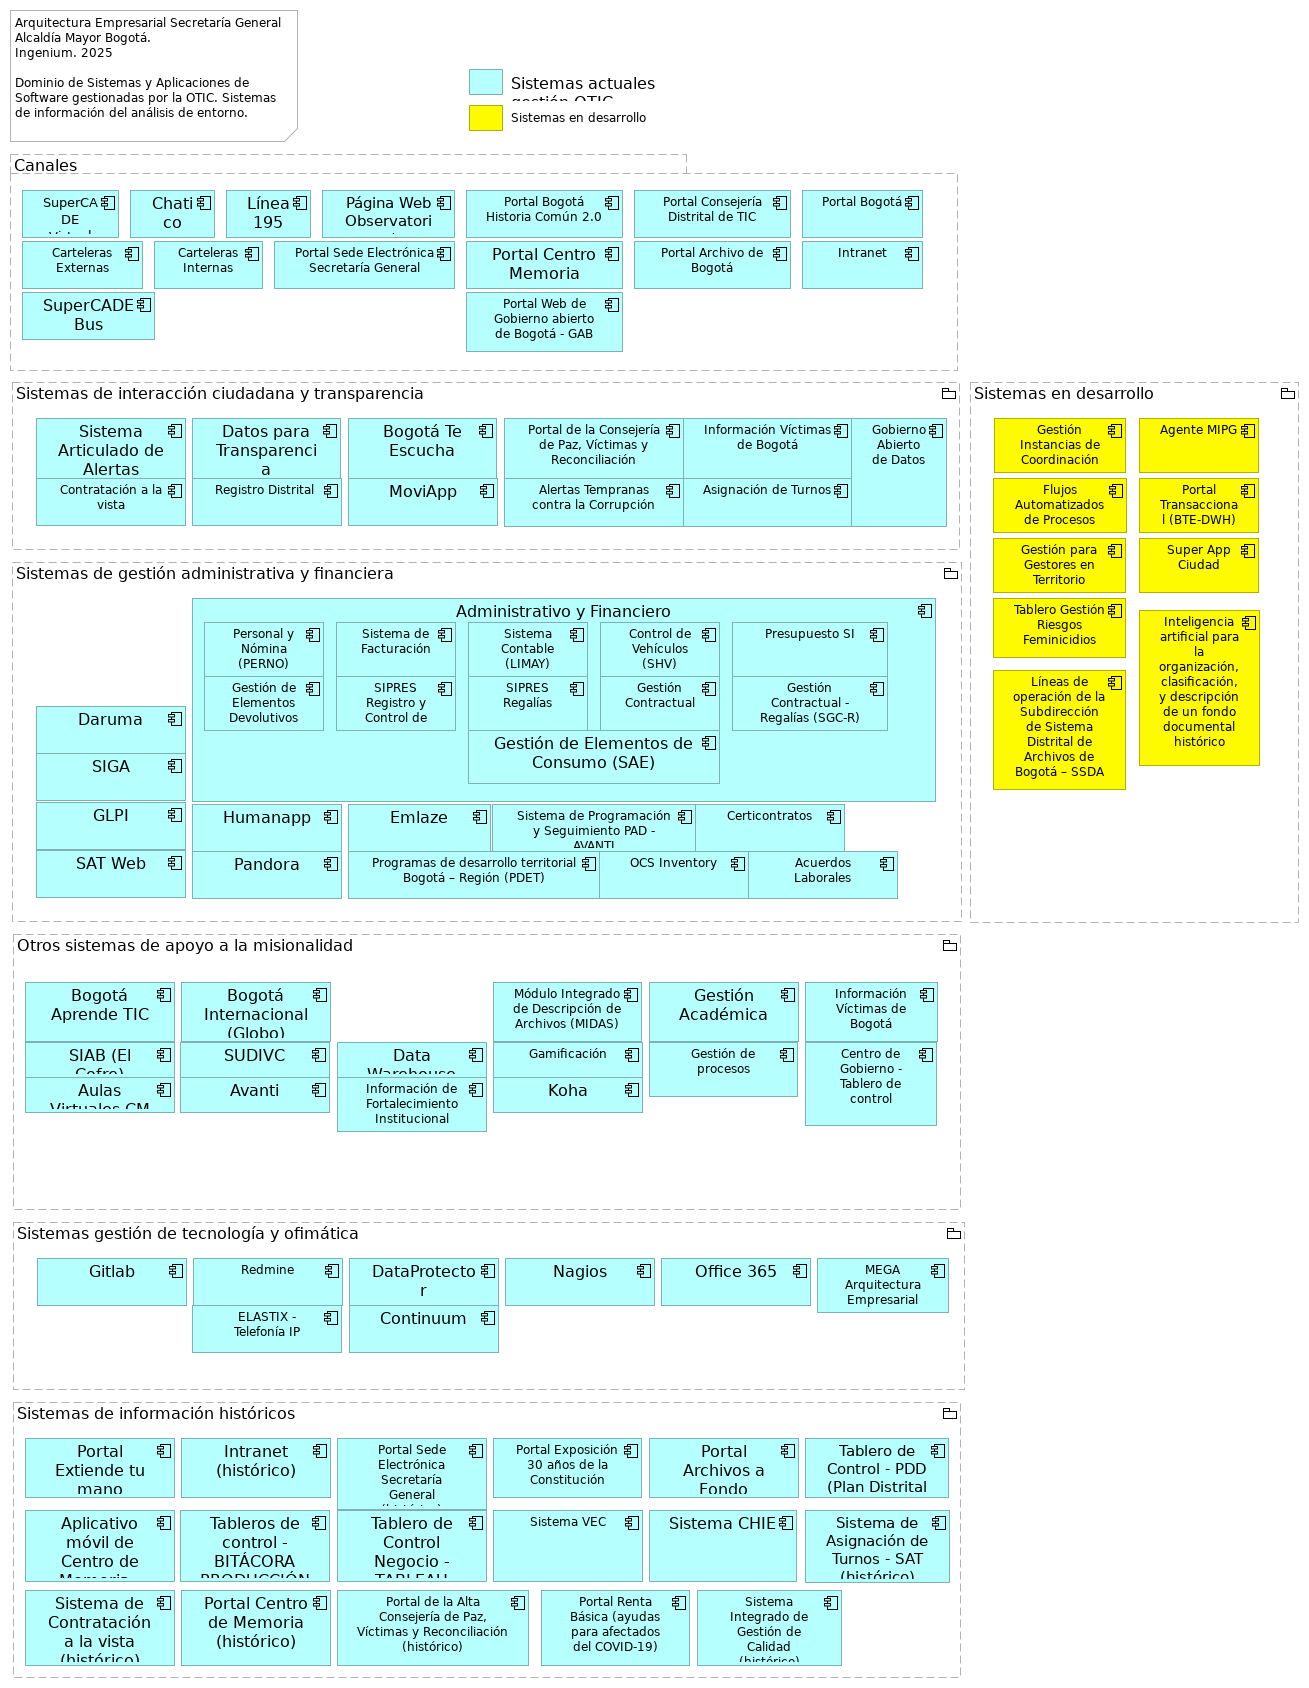 Arquitectura Empresarial Secretaría General
Alcaldía Mayor Bogotá.
Ingenium. 2025
Dominio de Sistemas y Aplicaciones de
Software gestionadas por la OTIC. Sistemas
de información del análisis de entorno.
Sistemas actuales
gestión OTIC
Sistemas en desarrollo
Canales
SuperCA
DE
Virtual
Chati
co
Línea
195
Página Web
Observatori
Portal Bogotá
Historia Común 2.0
Portal Consejería
Distrital de TIC
Portal Bogotá
Carteleras
Externas
Carteleras
Internas
Portal Sede Electrónica
Secretaría General
Portal Centro
Memoria
Portal Archivo de
Bogotá
Intranet
SuperCADE
Bus
Portal Web de
Gobierno abierto
de Bogotá - GAB
Sistemas de interacción ciudadana y transparencia
Sistema
Articulado de
Alertas
Datos para
Transparenci
a
Bogotá Te
Escucha
Portal de la Consejería
de Paz, Víctimas y
Reconciliación
Información Víctimas
de Bogotá
Gobierno
Abierto
de Datos
Contratación a la
vista
Registro Distrital
MoviApp
Alertas Tempranas
contra la Corrupción
Asignación de Turnos
Sistemas en desarrollo
Gestión
Instancias de
Coordinación
Agente MIPG
Flujos
Automatizados
de Procesos
Portal
Transacciona
l (BTE-DWH)
Gestión para
Gestores en
Territorio
Super App
Ciudad
Tablero Gestión
Riesgos
Feminicidios
Inteligencia
artificial para
la
organización,
clasificación,
y descripción
de un fondo
documental
histórico
Líneas de
operación de la
Subdirección
de Sistema
Distrital de
Archivos de
Bogotá – SSDA
Sistemas de gestión administrativa y financiera
Administrativo y Financiero
Personal y
Nómina
(PERNO)
Sistema de
Facturación
Sistema
Contable
(LIMAY)
Control de
Vehículos
(SHV)
Presupuesto SI
Gestión de
Elementos
Devolutivos
SIPRES
Registro y
Control de
SIPRES
Regalías
Gestión
Contractual
Gestión
Contractual -
Regalías (SGC-R)
Gestión de Elementos de
Consumo (SAE)
Daruma
SIGA
GLPI
SAT Web
Humanapp
Emlaze
Sistema de Programación
y Seguimiento PAD -
AVANTI
Certicontratos
Pandora
Programas de desarrollo territorial
Bogotá – Región (PDET)
OCS Inventory
Acuerdos
Laborales
Otros sistemas de apoyo a la misionalidad
Bogotá
Aprende TIC
Bogotá
Internacional
(Globo)
Módulo Integrado
de Descripción de
Archivos (MIDAS)
Gestión
Académica
Información
Víctimas de
Bogotá
SIAB (El
Cofre)
SUDIVC
Data
Warehouse
Gamificación
Gestión de
procesos
Centro de
Gobierno -
Tablero de
control
Aulas
Virtuales CM
Avanti
Información de
Fortalecimiento
Institucional
Koha
Sistemas gestión de tecnología y ofimática
Gitlab
Redmine
DataProtecto
r
Nagios
Office 365
MEGA
Arquitectura
Empresarial
ELASTIX -
Telefonía IP
Continuum
Sistemas de información históricos
Portal
Extiende tu
mano
Intranet
(histórico)
Portal Sede
Electrónica
Secretaría
General
(histórico)
Portal Exposición
30 años de la
Constitución
Portal
Archivos a
Fondo
Tablero de
Control - PDD
(Plan Distrital
Aplicativo
móvil de
Centro de
Memoria
Tableros de
control -
BITÁCORA
PRODUCCIÓN
Tablero de
Control
Negocio -
TABLEAU
Sistema VEC
Sistema CHIE
Sistema de
Asignación de
Turnos - SAT
(histórico)
Sistema de
Contratación
a la vista
(histórico)
Portal Centro
de Memoria
(histórico)
Portal de la Alta
Consejería de Paz,
Víctimas y Reconciliación
(histórico)
Portal Renta
Básica (ayudas
para afectados
del COVID-19)
Sistema
Integrado de
Gestión de
Calidad
(histórico)